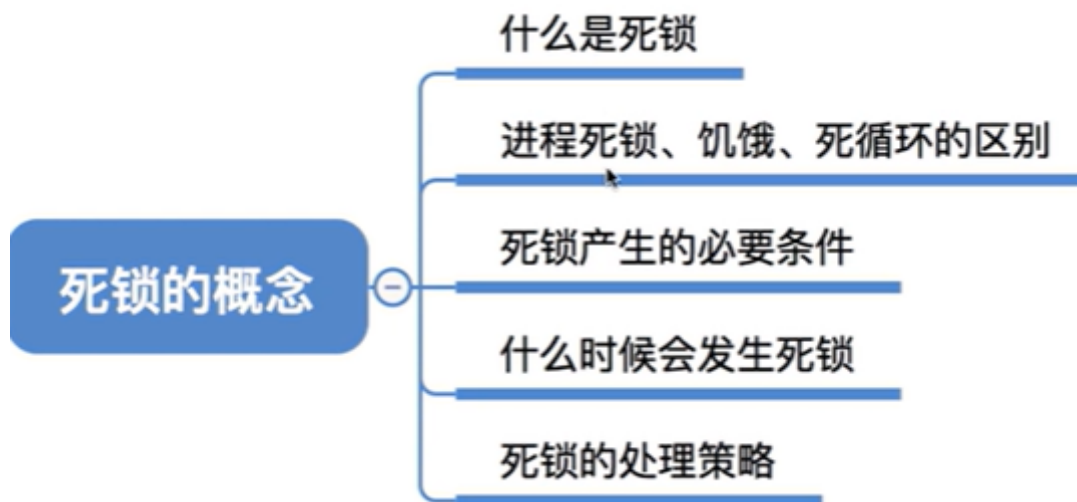 什么是死锁
进程死锁、饥饿、死循环的区别
死锁产生的必要条件
死锁的概念
什么时候会发生死锁
死锁的处理策略